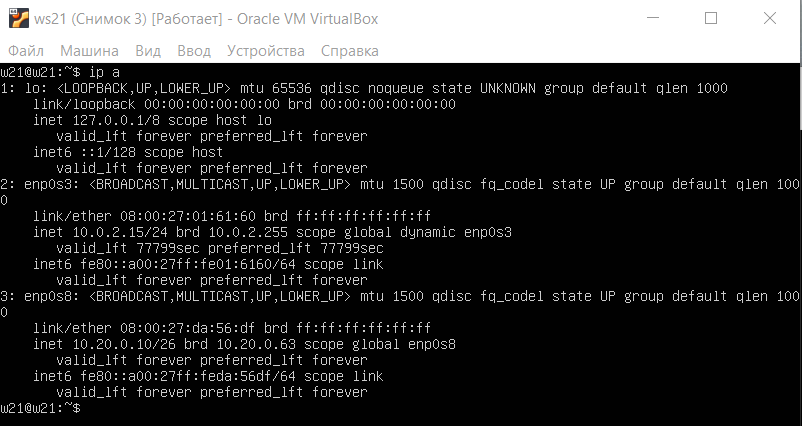 ws21 (Снимок 3) [Работает] - Oracle VM VirtualBox
Файл Машина Вид Ввод Устройства Справка
w21@w21:~$ ip a
1: lo: <LOOPBACK,UP,LOWER_UP> mtu 65536 qdisc noqueue state UNKNOWN group default qlen 1000
    link/loopback 00:00:00:00:00:00 brd 00:00:00:00:00:00
    inet 127.0.0.1/8 scope host lo
       valid_lft forever preferred_lft forever
    inet6 ::1/128 scope host
       valid_lft forever preferred_lft forever
2: enp0s3: <BROADCAST,MULTICAST,UP,LOWER_UP> mtu 1500 qdisc fq_codel state UP group default qlen 100
0
    link/ether 08:00:27:01:61:60 brd ff:ff:ff:ff:ff:ff
    inet 10.0.2.15/24 brd 10.0.2.255 scope global dynamic enp0s3
       valid_lft 77799sec preferred_lft 77799sec
    inet6 fe80::a00:27ff:fe01:6160/64 scope link
       valid_lft forever preferred_lft forever
3: enp0s8: <BROADCAST,MULTICAST,UP,LOWER_UP> mtu 1500 qdisc fq_codel state UP group default qlen 100
0
    link/ether 08:00:27:da:56:df brd ff:ff:ff:ff:ff:ff
    inet 10.20.0.10/26 brd 10.20.0.63 scope global enp0s8
       valid_lft forever preferred_lft forever
    inet6 fe80::a00:27ff:feda:56df/64 scope link
       valid_lft forever preferred_lft forever
w21@w21:~$